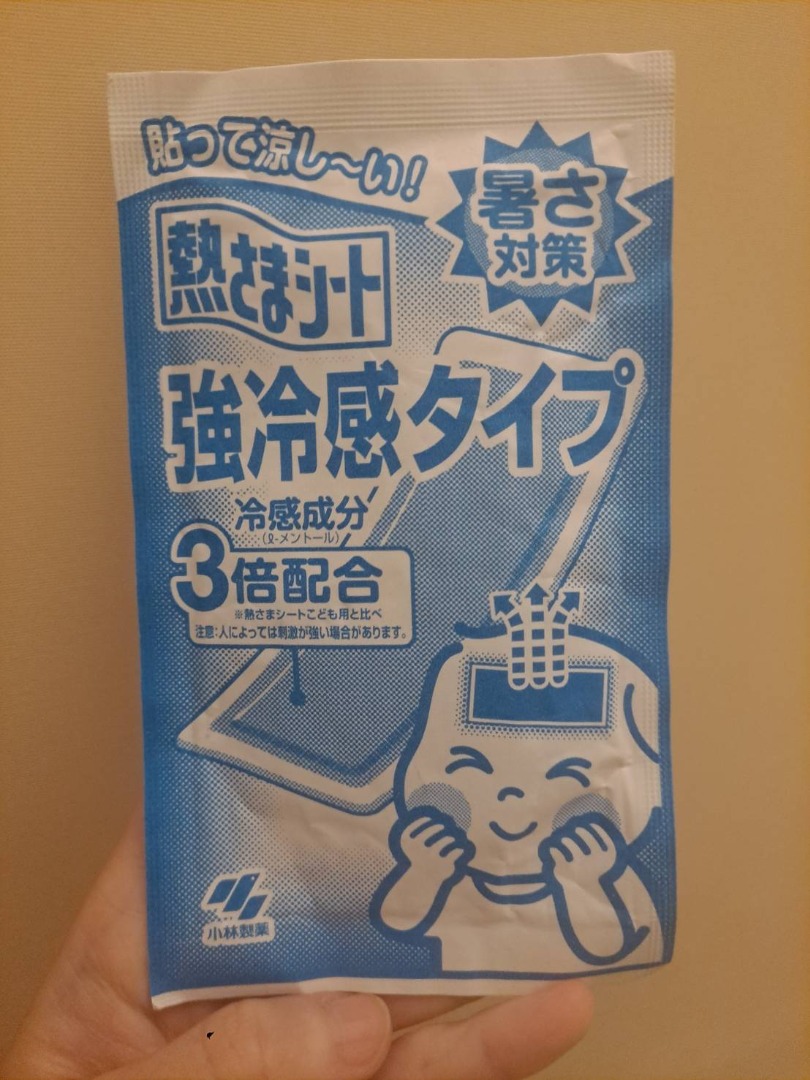 貼って涼し〜い!
暑さ
対策
熱さまシート
強冷感タイプ
冷感成分
(ℓ-メントール)
3倍配合
※熱さまシートこども用と比べ
注意:人によっては刺激が強い場合があります。
小林製薬